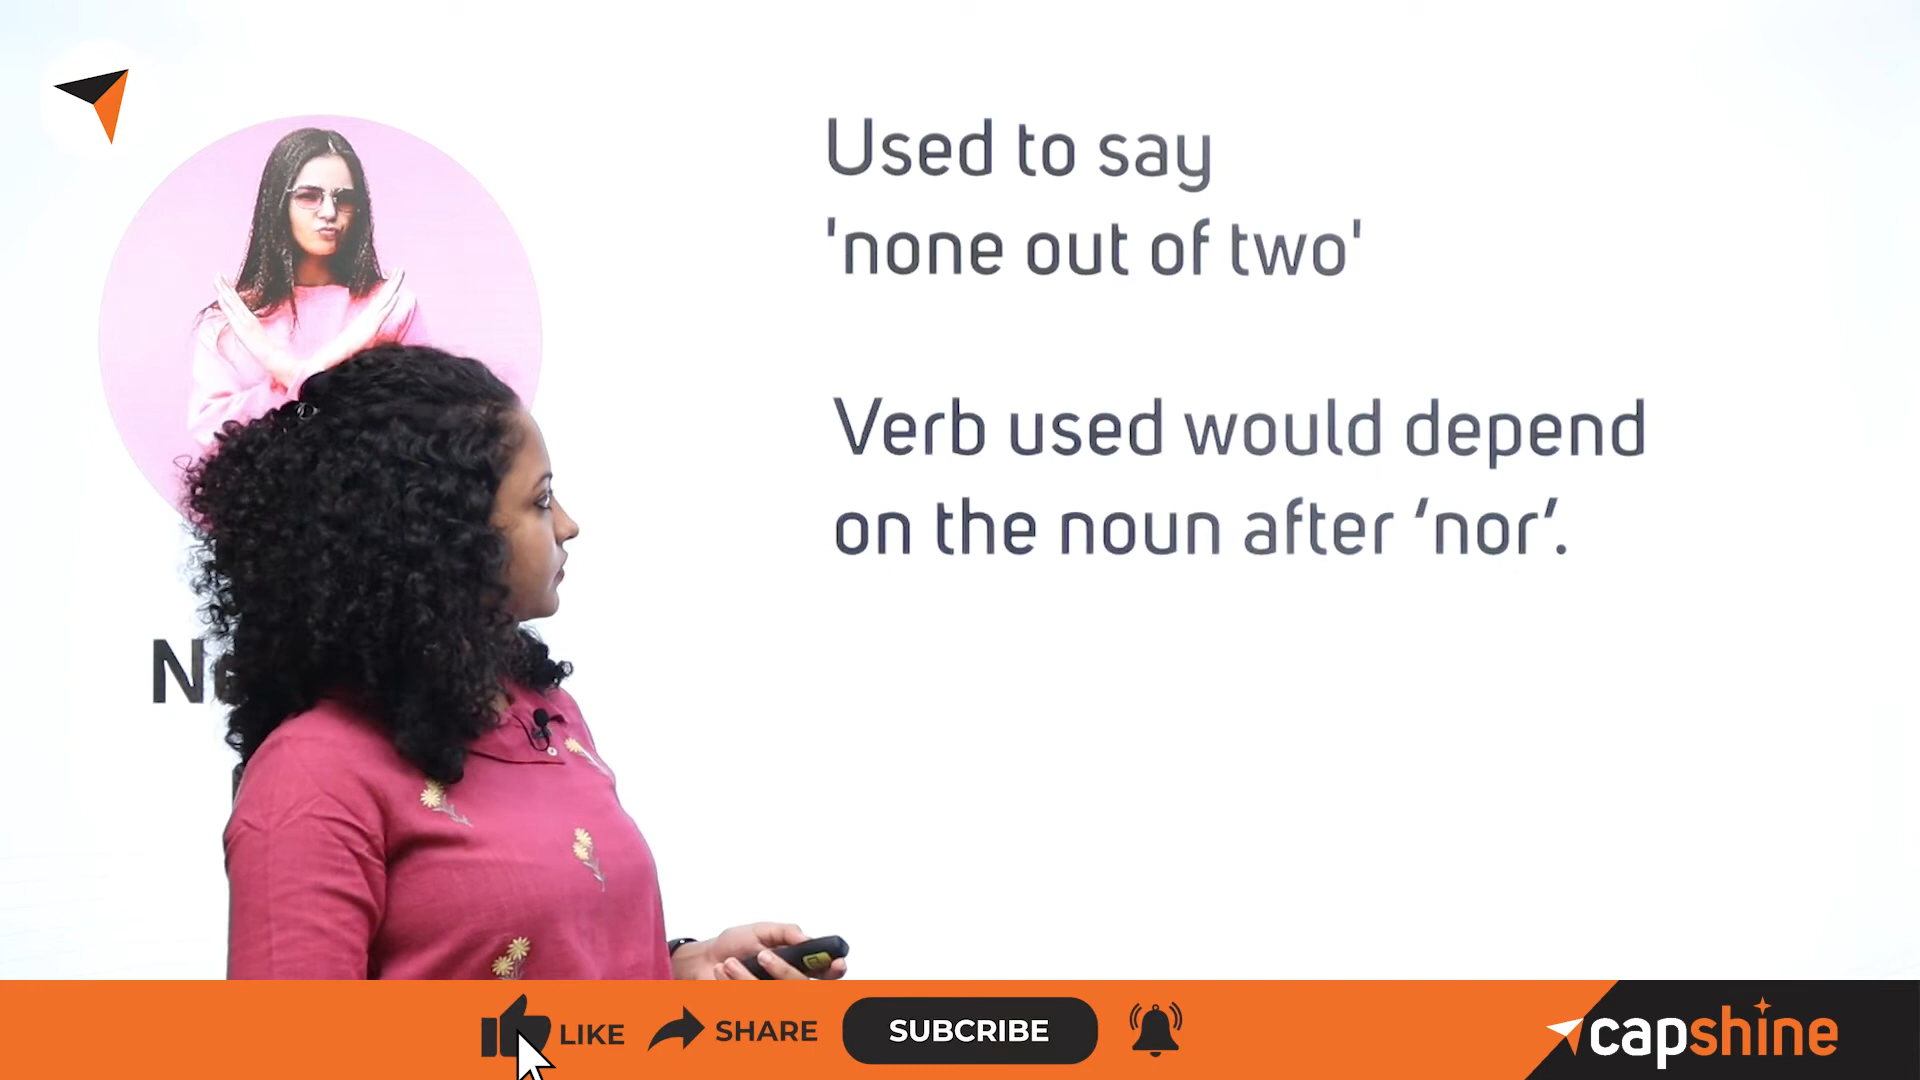 Used to say
'none out of two'
Verb used would depend
on the noun after ‘nor’.
LIKE
SHARE
SUBCRIBE
capshine